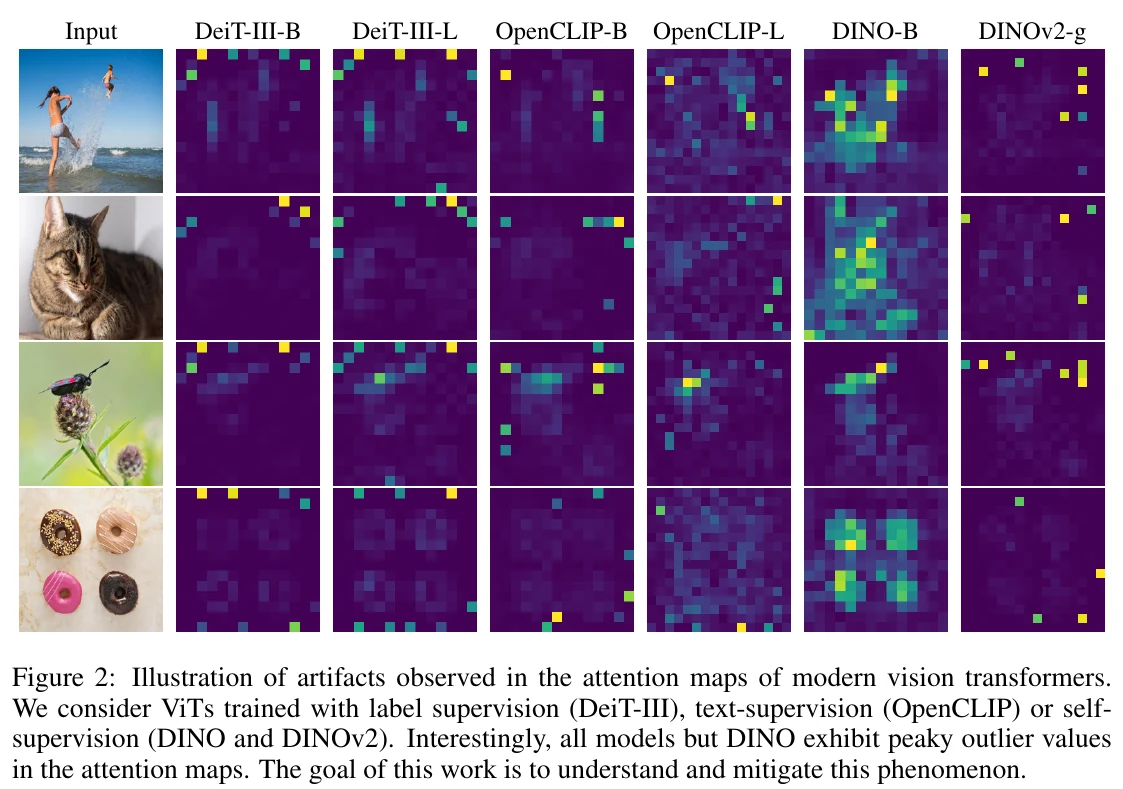 Input DeiT-III-B DeiT-III-L OpenCLIP-B OpenCLIP-L DINO-B DINOv2-g
Figure 2: Illustration of artifacts observed in the attention maps of modern vision transformers.
We consider ViTs trained with label supervision (DeiT-III), text-supervision (OpenCLIP) or self-
supervision (DINO and DINOv2). Interestingly, all models but DINO exhibit peaky outlier values
in the attention maps. The goal of this work is to understand and mitigate this phenomenon.